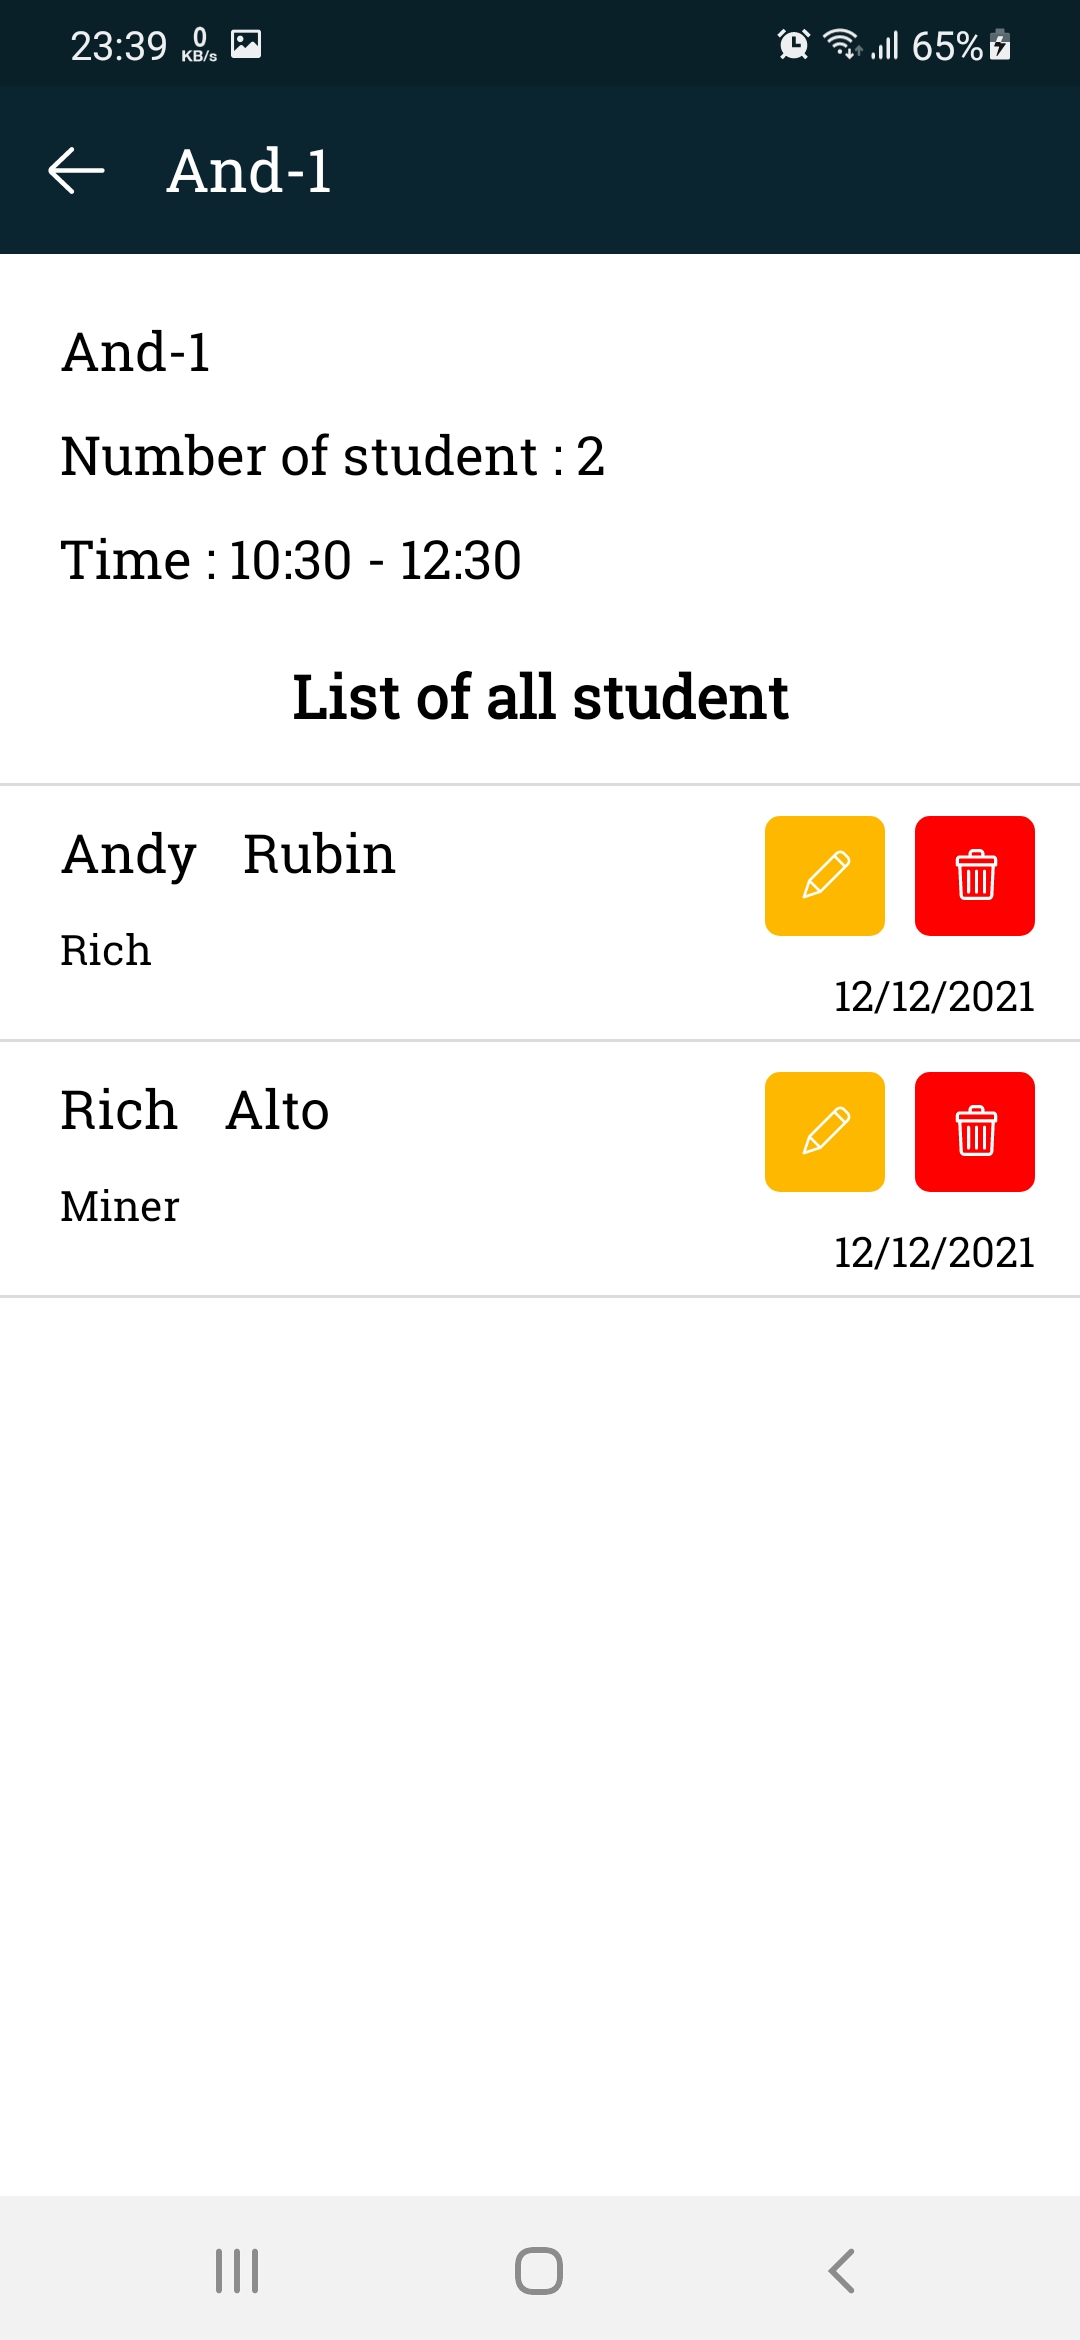 23:39 0 KB/s 65%
And-1
And-1
Number of student : 2
Time : 10:30 - 12:30
List of all student
Andy Rubin
Rich
12/12/2021
Rich Alto
Miner
12/12/2021